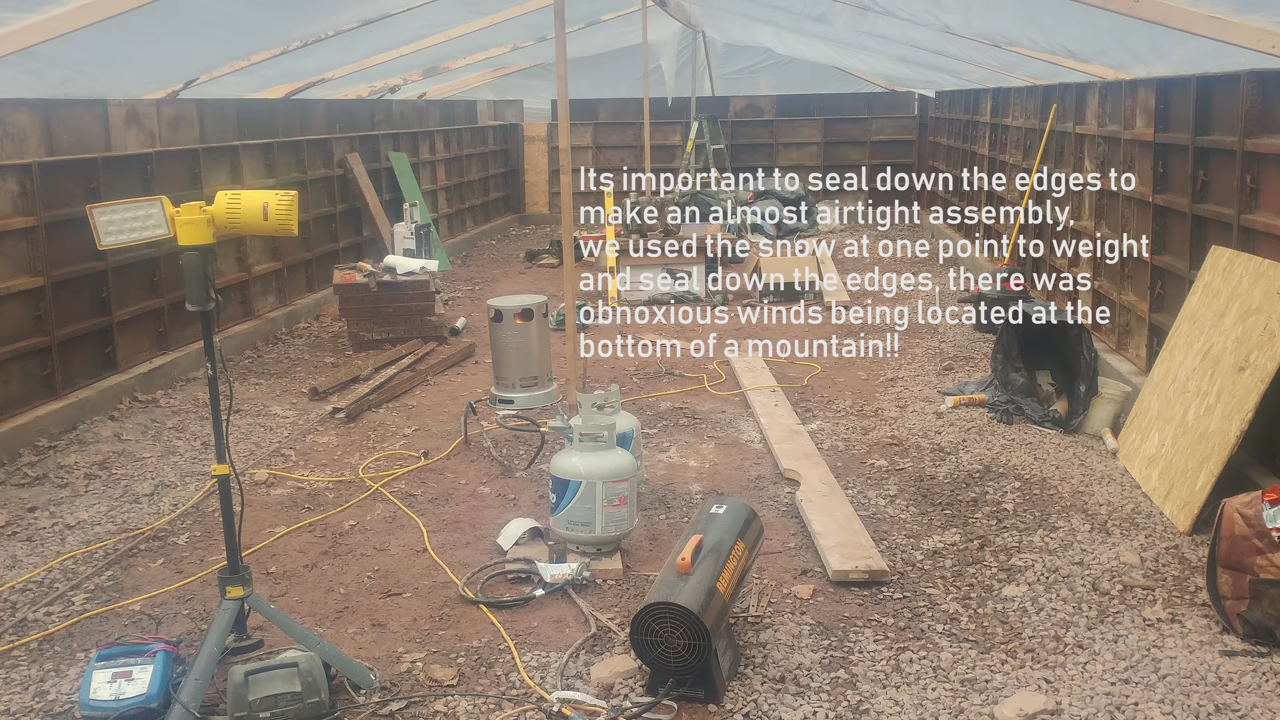 Its important to seal down the edges to
make an almost airtight assembly,
we used the snow at one point to weight
and seal down the edges, there was
obnoxious winds being located at the
bottom of a mountain!!
REMINGTON